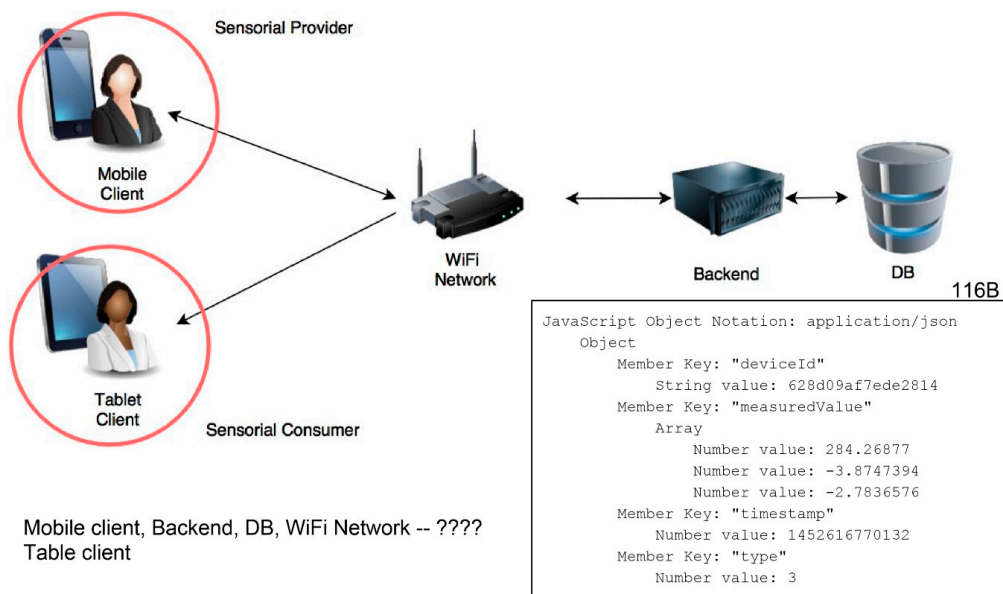 Sensorial Provider
Mobile
Client
WiFi
Network
Backend
DB
Tablet
Client
Sensorial Consumer
116B
JavaScript Object Notation: application/json
Object
Member Key: "deviceId"
String value: 628d09af7ede2814
Member Key: "measuredValue"
Array
Number value: 284.26877
Number value: -3.8747394
Number value: -2.7836576
Member Key: "timestamp"
Number value: 1452616770132
Member Key: "type"
Number value: 3
Mobile client, Backend, DB, WiFi Network -- ????
Table client